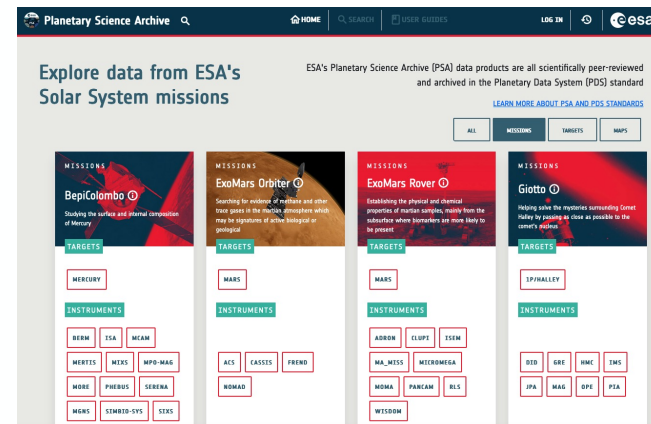 Planetary Science Archive
HOME
SEARCH
USER GUIDES
LOG IN
esa
Explore data from ESA's
Solar System missions
ESA's Planetary Science Archive (PSA) data products are all scientifically peer-reviewed
and archived in the Planetary Data System (PDS) standard
LEARN MORE ABOUT PSA AND PDS STANDARDS
ALL
MISSIONS
TARGETS
MAPS
MISSIONS
BepiColombo
Studying the surface and internal composition
of Mercury
TARGETS
MERCURY
INSTRUMENTS
BERM ISA MCAM
MERTIS MIXS MPO-MAG
MORE PHEBUS SERENA
MGNS SIMBIO-SYS SIXS
MISSIONS
ExoMars Orbiter
Searching for evidence of methane and other
trace gases in the martian atmosphere which
may be signatures of active biological or
geological
TARGETS
MARS
INSTRUMENTS
ACS CASSIS FREND
NOMAD
MISSIONS
ExoMars Rover
Establishing the physical and chemical
properties of martian samples, mainly from the
subsurface where biomarkers are more likely to
be present
TARGETS
MARS
INSTRUMENTS
ADRON CLUPI ISEM
MA_MISS MICROMEGA
MOMA PANCAM RLS
WISDOM
MISSIONS
Giotto
Helping solve the mysteries surrounding Comet
Halley by passing as close as possible to the
comet's nucleus
TARGETS
1P/HALLEY
INSTRUMENTS
DID GRE HMC IMS
JPA MAG OPE PIA